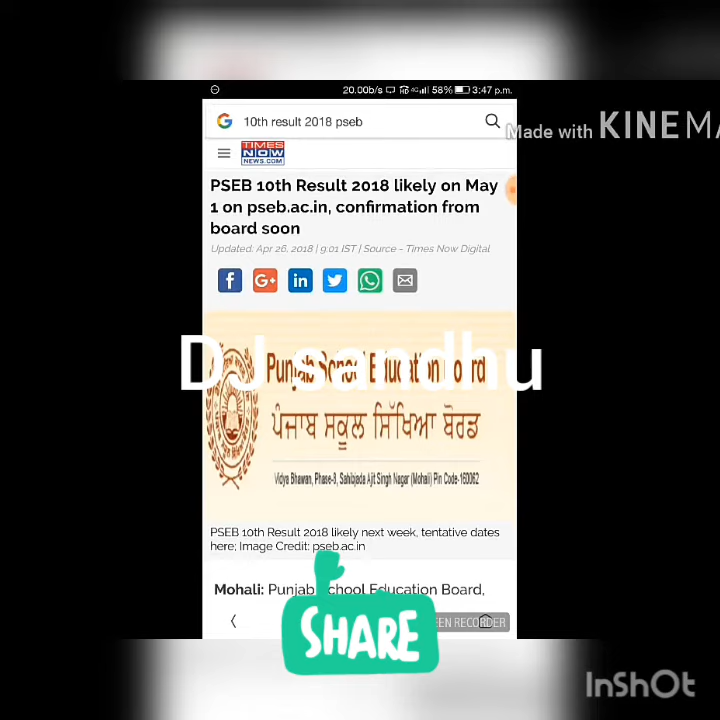 20.00b/s 4G 58% 3:47 p.m.
10th result 2018 pseb
Made with KINEMA
TIMES
NOW
NEWS.COM
PSEB 10th Result 2018 likely on May
1 on pseb.ac.in, confirmation from
board soon
Updated: Apr 26, 2018 | 9:01 IST | Source - Times Now Digital
DJ sandhu
Punjab School Education Board
ਪੰਜਾਬ ਸਕੂਲ ਸਿੱਖਿਆ ਬੋਰਡ
Vidya Bhawan, Phase-8, Sahibjada Ajit Singh Nagar (Mohali) Pin Code-160062
PSEB 10th Result 2018 likely next week, tentative dates
here; Image Credit: pseb.ac.in
Mohali: Punjab School Education Board,
SHARE
EEN RECORDER
InShOt